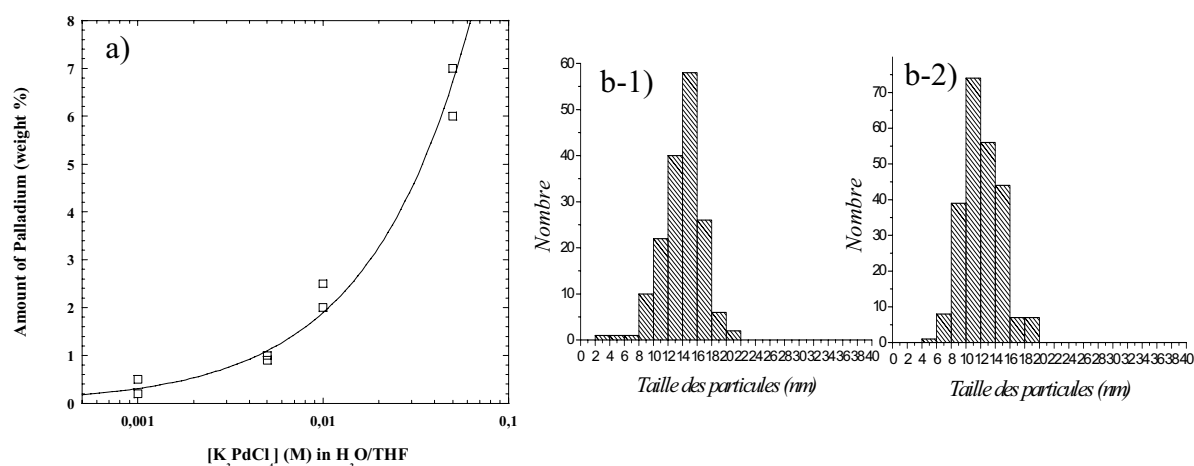 a)
8
7
6
5
4
3
2
1
0
Amount of Palladium (weight %)
0,001 0,01 0,1
[K2PdCl4] (M) in H2O/THF
b-1)
60
50
40
30
20
10
0
Nombre
0 2 4 6 8 10 12 14 16 18 20 22 24 26 28 30 32 34 36 38 40
Taille des particules (nm)
b-2)
70
60
50
40
30
20
10
0
Nombre
0 2 4 6 8 10 12 14 16 18 20 22 24 26 28 30 32 34 36 38 40
Taille des particules (nm)